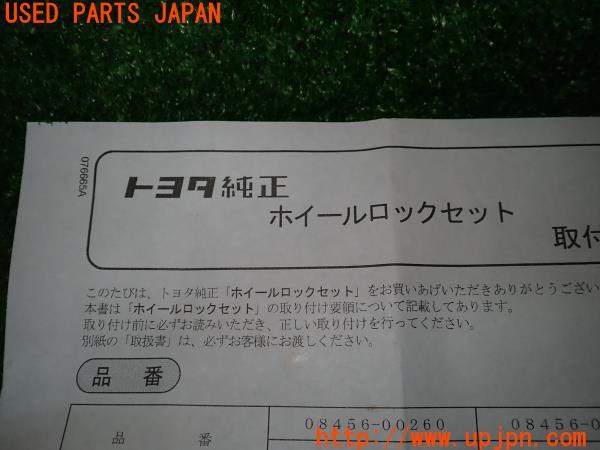 USED PARTS JAPAN
076665A
トヨタ純正
ホイールロックセット
取付
このたびは、トヨタ純正「ホイールロックセット」をお買いあげいただきありがとうござい
本書は「ホイールロックセット」の取り付け要領について記載してあります。
取り付け前に必ずお読みいただき、正しい取り付けを行ってください。
別紙の「取扱書」は、必ずお客様にお渡しください。
品番
品 番
08456-00260
08456-0
http://www.upjpn.com